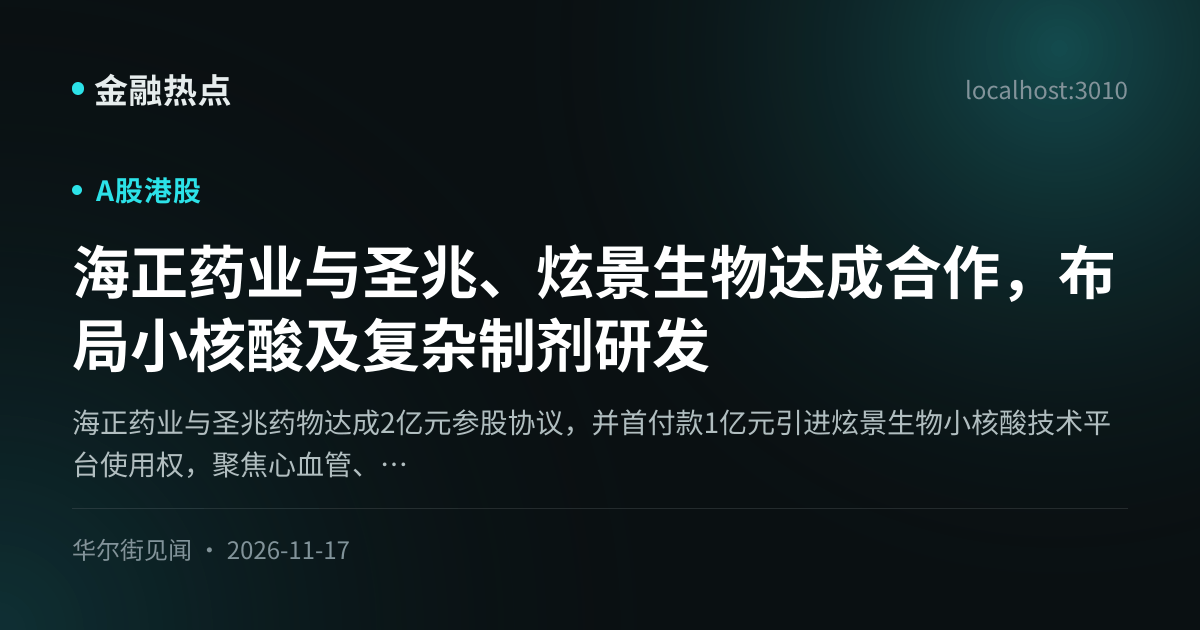 金融热点
localhost:3010
A股港股
海正药业与圣兆、炫景生物达成合作，布
局小核酸及复杂制剂研发
海正药业与圣兆药物达成2亿元参股协议，并首付款1亿元引进炫景生物小核酸技术平
台使用权，聚焦心血管、…
华尔街见闻 · 2026-11-17